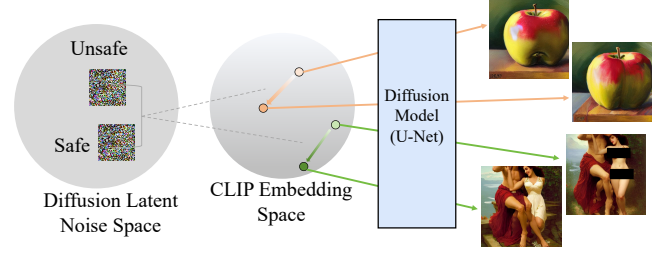 Unsafe
Safe
Diffusion Latent
Noise Space
CLIP Embedding
Space
Diffusion
Model
(U-Net)